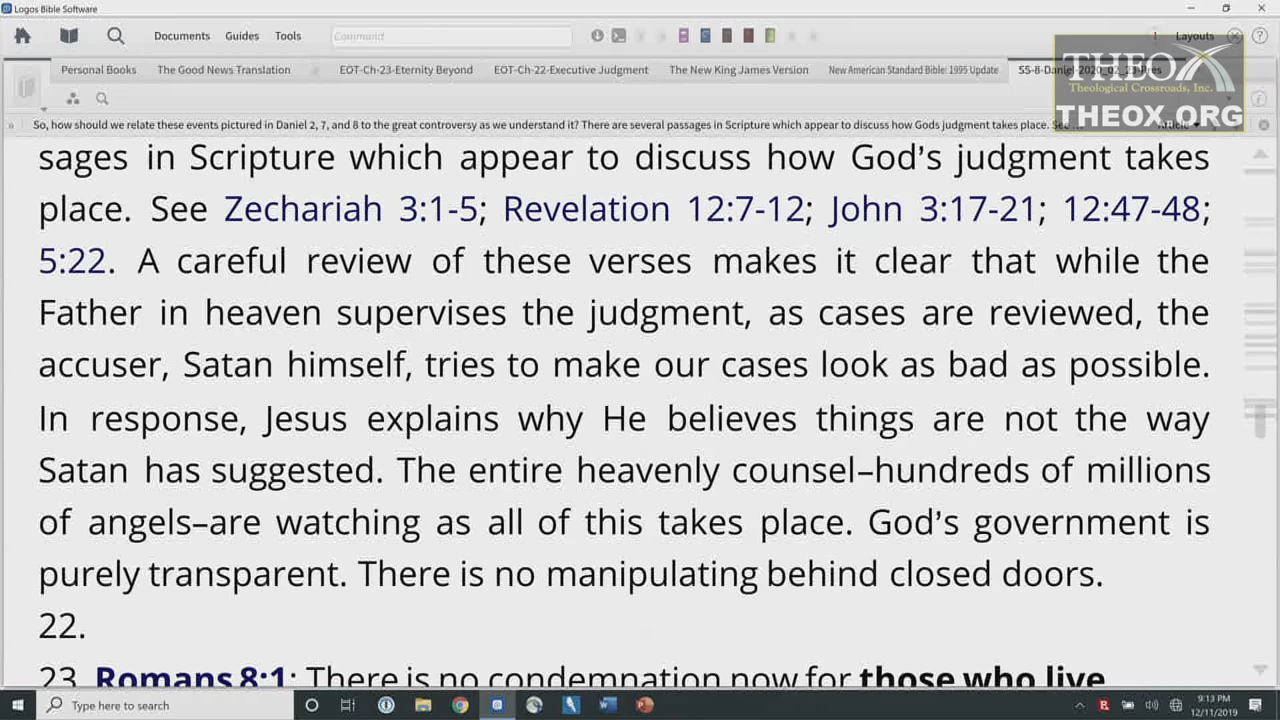 Logos Bible Software
Documents Guides Tools Command Layouts
Personal Books The Good News Translation EOT-Ch-21- Beyond EOT-Ch-22-Executive Judgment The New King James Version New American Standard Bible: 1995 Update SS-8-Daniel-2020_02_23-Pres
THEOX
Theological Crossroads, Inc.
THEOX.ORG
So, how should we relate these events pictured in Daniel 2, 7, and 8 to the great controversy as we understand it? There are several passages in Scripture which appear to discuss how Gods judgment takes place. See Article
sages in Scripture which appear to discuss how God's judgment takes
place. See Zechariah 3:1-5; Revelation 12:7-12; John 3:17-21; 12:47-48;
5:22. A careful review of these verses makes it clear that while the
Father in heaven supervises the judgment, as cases are reviewed, the
accuser, Satan himself, tries to make our cases look as bad as possible.
In response, Jesus explains why He believes things are not the way
Satan has suggested. The entire heavenly counsel–hundreds of millions
of angels–are watching as all of this takes place. God's government is
purely transparent. There is no manipulating behind closed doors.
22.
23. Romans 8:1: There is no condemnation now for those who live
Type here to search
9:13 PM
12/11/2019